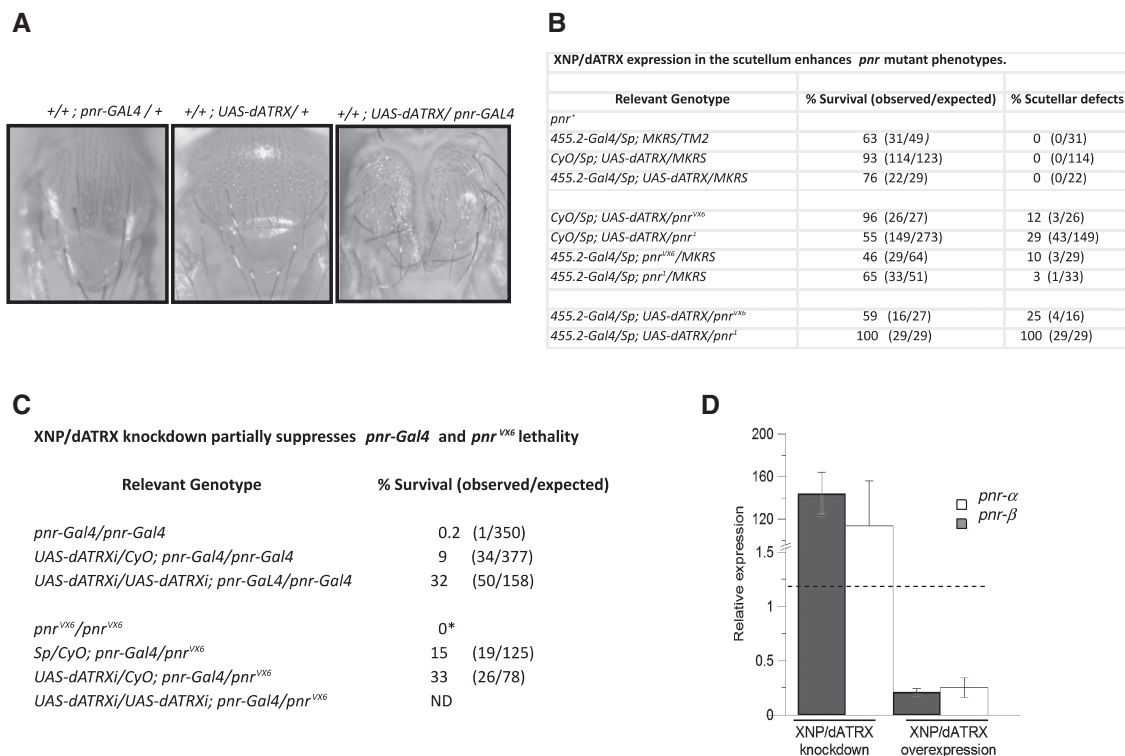 A
+/+ ; pnr-GAL4 / +
+/+ ; UAS-dATRX/ +
+/+ ; UAS-dATRX/ pnr-GAL4
B
XNP/dATRX expression in the scutellum enhances pnr mutant phenotypes.
Relevant Genotype % Survival (observed/expected) % Scutellar defects
pnr+
455.2-Gal4/Sp; MKRS/TM2 63 (31/49) 0 (0/31)
CyO/Sp; UAS-dATRX/MKRS 93 (114/123) 0 (0/114)
455.2-Gal4/Sp; UAS-dATRX/MKRS 76 (22/29) 0 (0/22)
CyO/Sp; UAS-dATRX/pnrVX6 96 (26/27) 12 (3/26)
CyO/Sp; UAS-dATRX/pnr1 55 (149/273) 29 (43/149)
455.2-Gal4/Sp; pnrVX6/MKRS 46 (29/64) 10 (3/29)
455.2-Gal4/Sp; pnr1/MKRS 65 (33/51) 3 (1/33)
455.2-Gal4/Sp; UAS-dATRX/pnrVX6 59 (16/27) 25 (4/16)
455.2-Gal4/Sp; UAS-dATRX/pnr1 100 (29/29) 100 (29/29)
C
XNP/dATRX knockdown partially suppresses pnr-Gal4 and pnr VX6 lethality
Relevant Genotype % Survival (observed/expected)
pnr-Gal4/pnr-Gal4 0.2 (1/350)
UAS-dATRXi/CyO; pnr-Gal4/pnr-Gal4 9 (34/377)
UAS-dATRXi/UAS-dATRXi; pnr-GaL4/pnr-Gal4 32 (50/158)
pnrVX6/pnrVX6 0*
Sp/CyO; pnr-Gal4/pnrVX6 15 (19/125)
UAS-dATRXi/CyO; pnr-Gal4/pnrVX6 33 (26/78)
UAS-dATRXi/UAS-dATRXi; pnr-Gal4/pnrVX6 ND
D
Relative expression
200
160
120
1.5
1
0.5
0
pnr-α
pnr-β
XNP/dATRX knockdown
XNP/dATRX overexpression